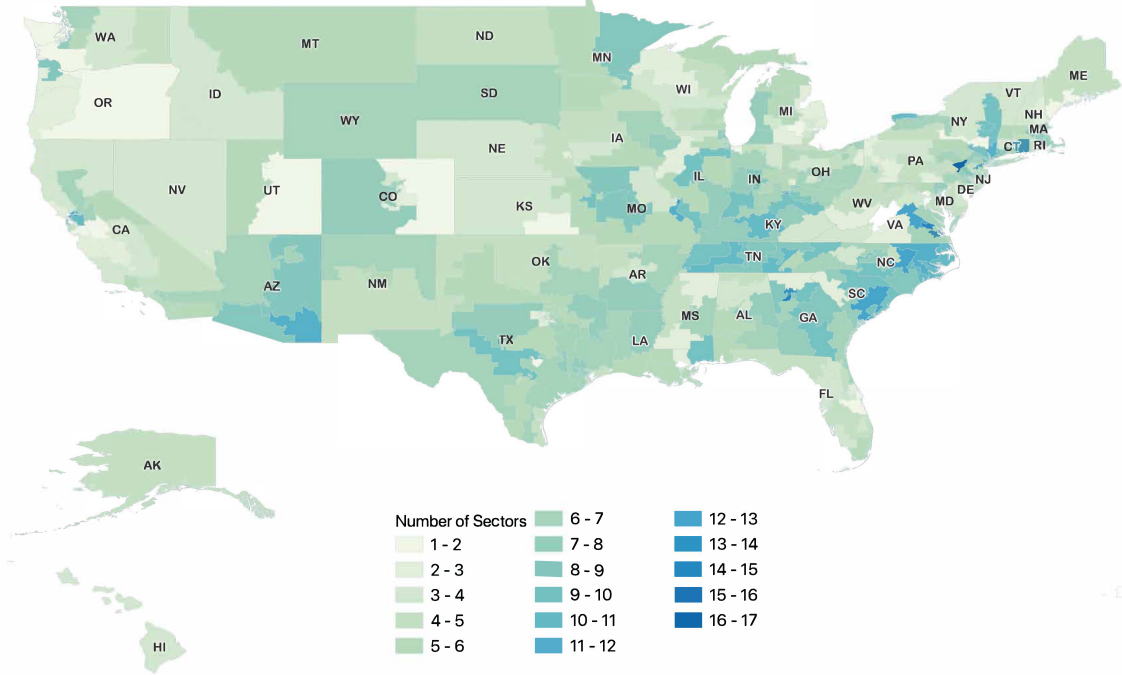 WA
MT
ND
MN
ME
OR
ID
SD
WI
MI
VT
NH
NY
MA
CT
RI
WY
IA
NE
PA
NJ
NV
UT
CO
KS
MO
IL
IN
OH
WV
MD
DE
VA
CA
KY
AZ
NM
OK
AR
TN
NC
SC
TX
LA
MS
AL
GA
FL
AK
HI
Number of Sectors
1 - 2
2 - 3
3 - 4
4 - 5
5 - 6
6 - 7
7 - 8
8 - 9
9 - 10
10 - 11
11 - 12
12 - 13
13 - 14
14 - 15
15 - 16
16 - 17